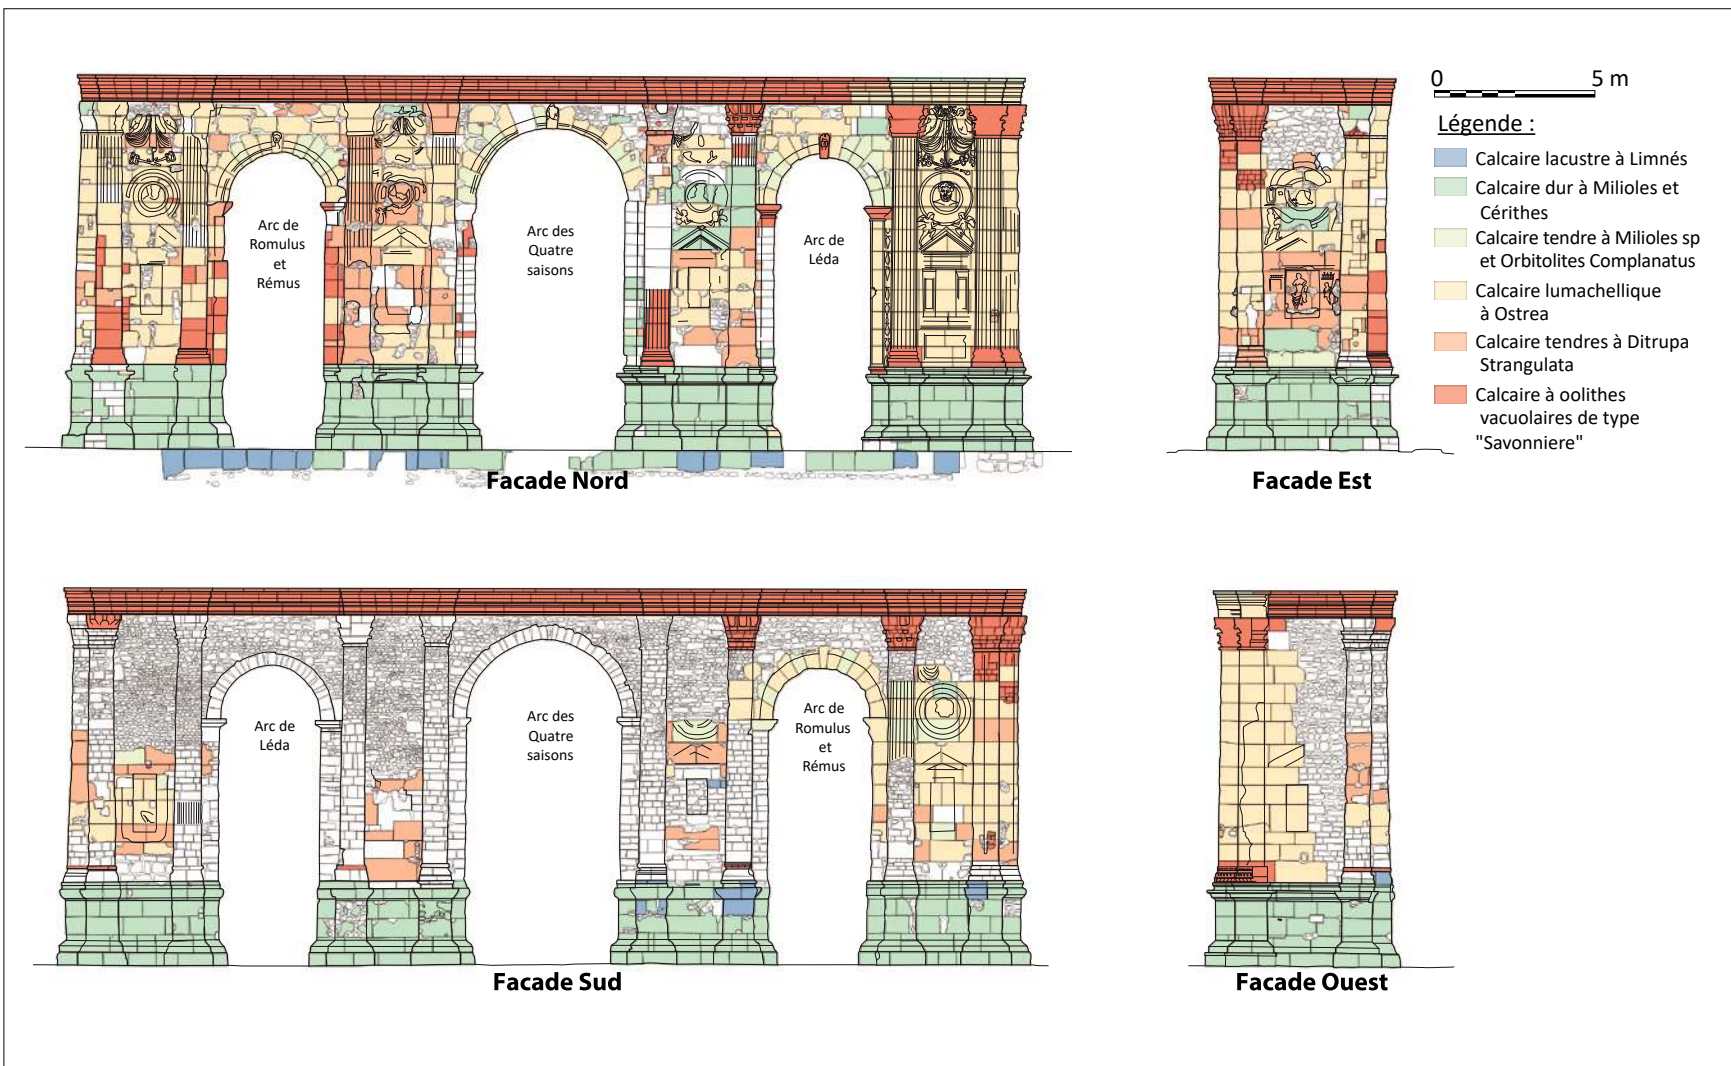 0 5 m
Légende :
Calcaire lacustre à Limnés
Calcaire dur à Milioles et
Cérithes
Calcaire tendre à Milioles sp
et Orbitolites Complanatus
Calcaire lumachellique
à Ostrea
Calcaire tendres à Ditrupa
Strangulata
Calcaire à oolithes
vacuolaires de type
"Savonniere"
Arc de
Romulus
et
Rémus
Arc des
Quatre
saisons
Arc de
Léda
Facade Nord
Facade Est
Arc de
Léda
Arc des
Quatre
saisons
Arc de
Romulus
et
Rémus
Facade Sud
Facade Ouest